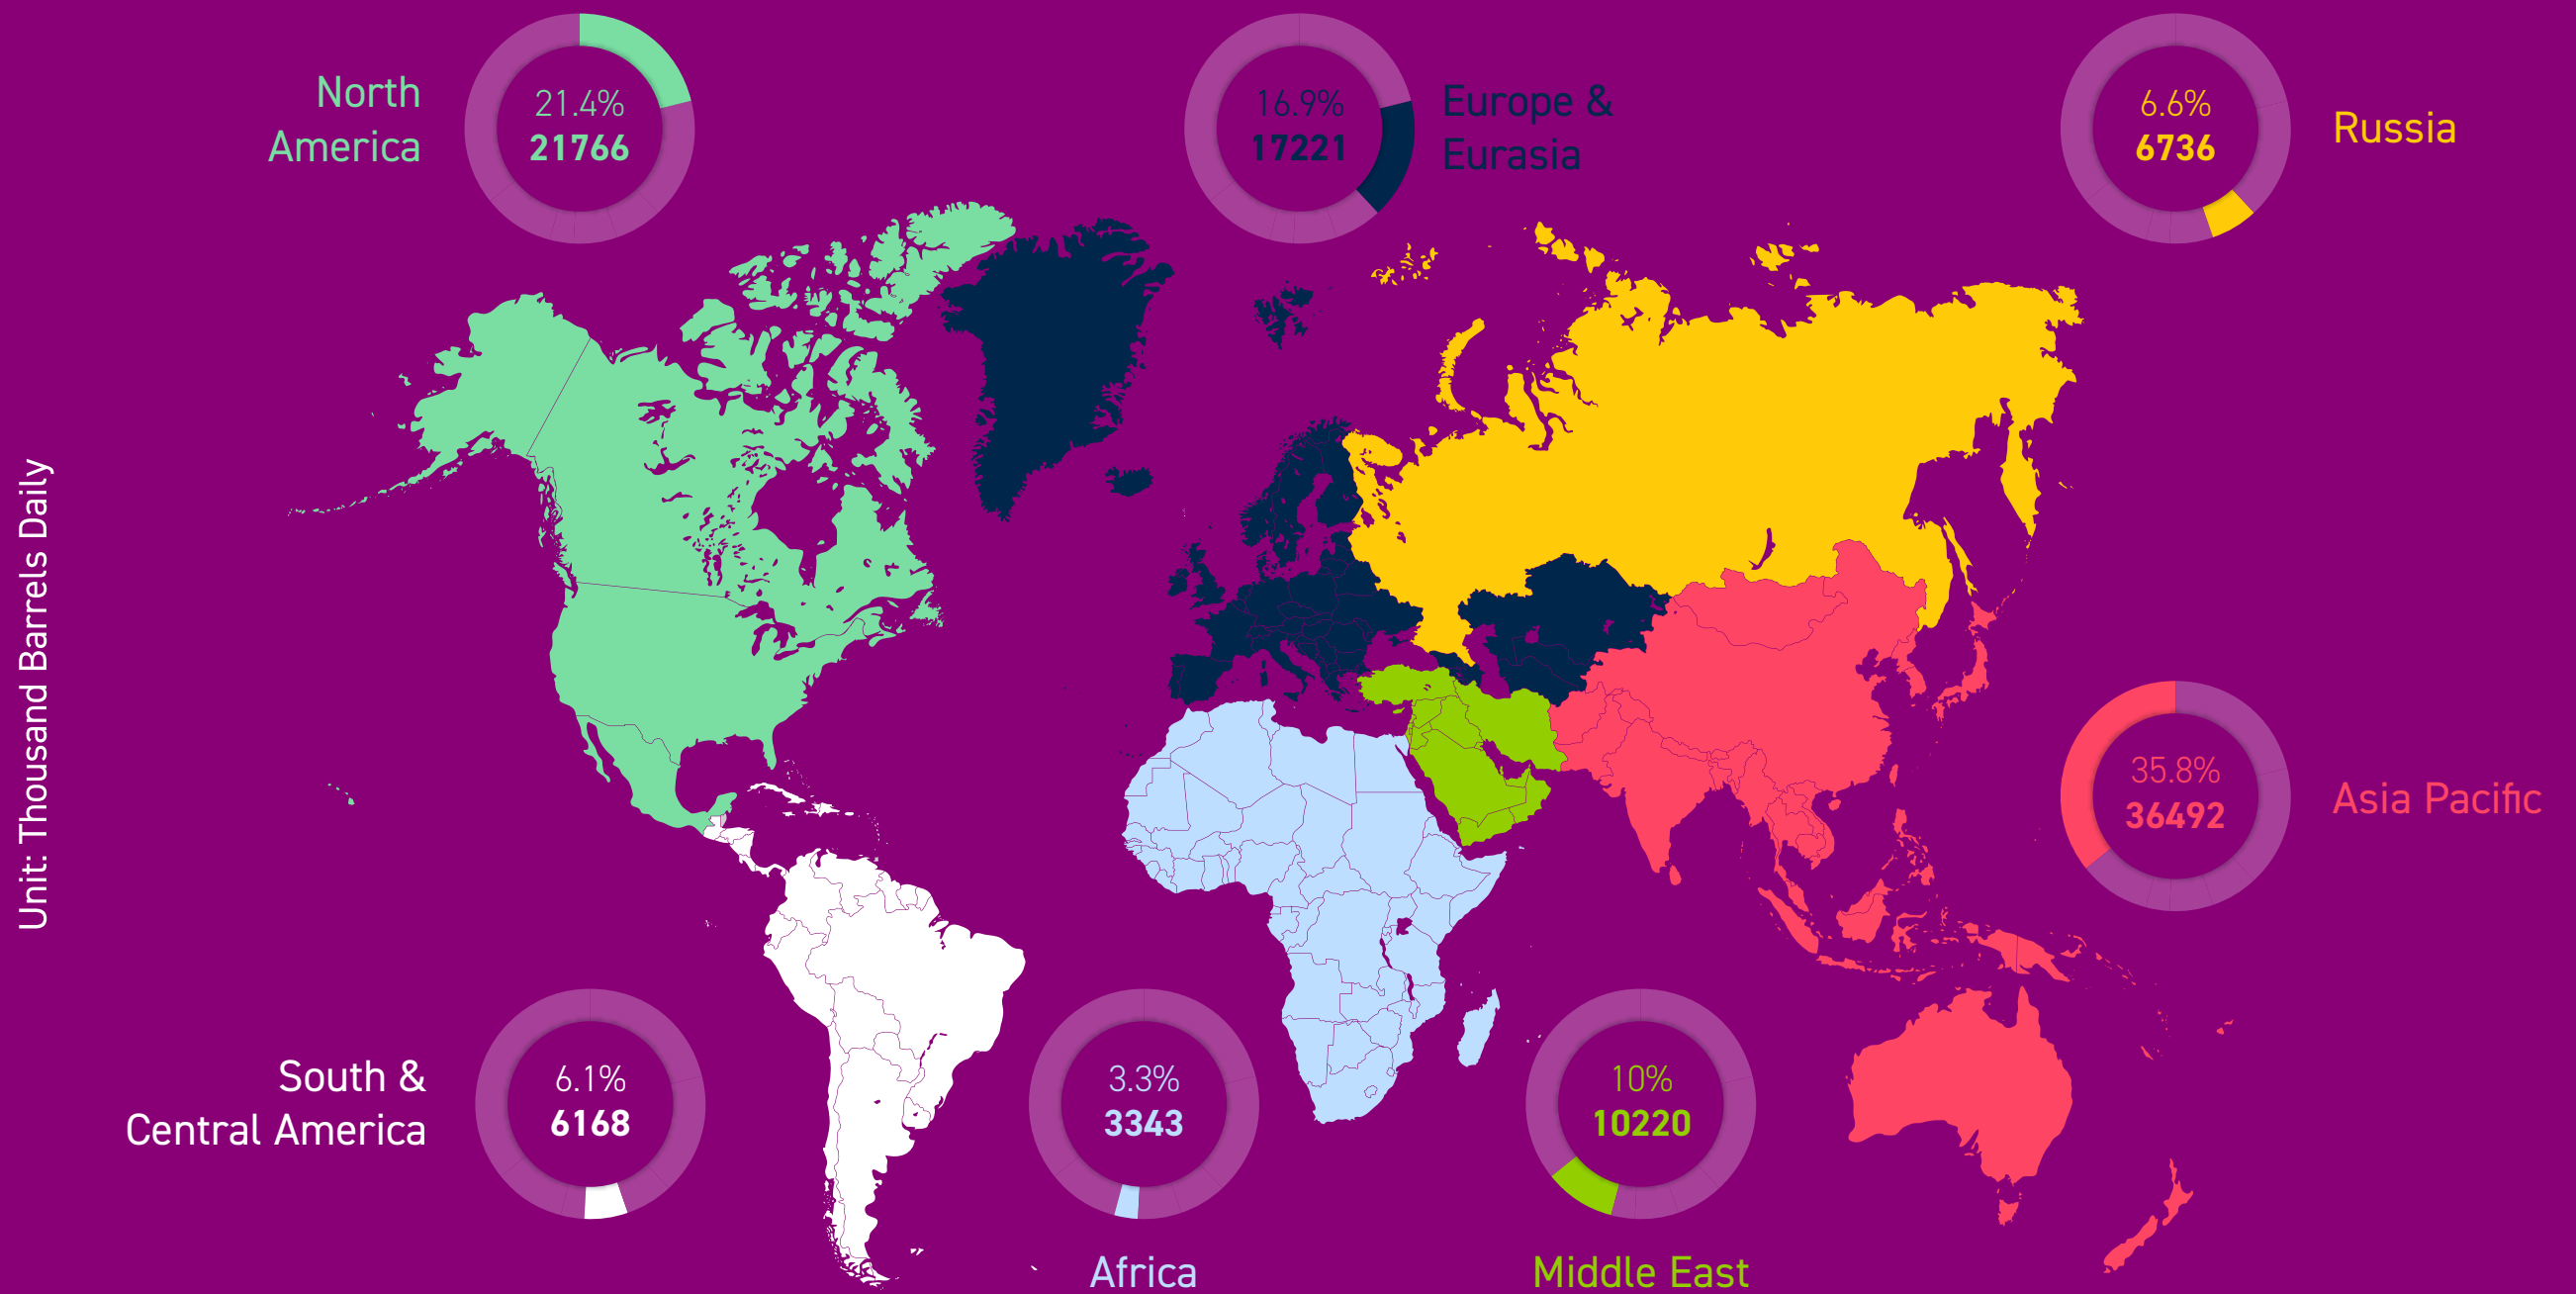 North
America
21.4%
21766
16.9%
17221
Europe &
Eurasia
6.6%
6736
Russia
Unit: Thousand Barrels Daily
35.8%
36492
Asia Pacific
South &
Central America
6.1%
6168
3.3%
3343
Africa
10%
10220
Middle East